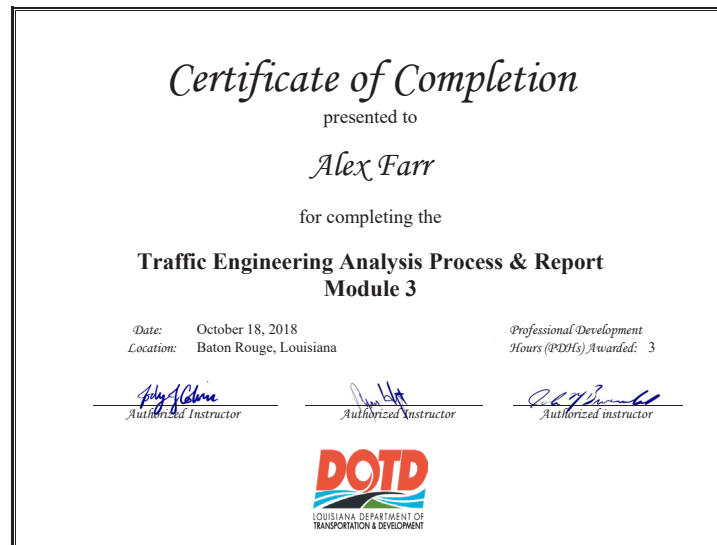 Certificate of Completion
presented to
Alex Farr
for completing the
Traffic Engineering Analysis Process & Report
Module 3
Date: October 18, 2018
Location: Baton Rouge, Louisiana
Professional Development
Hours (PDHs) Awarded: 3
Authorized Instructor
Authorized Instructor
Authorized instructor
DOTD
LOUISIANA DEPARTMENT OF
TRANSPORTATION & DEVELOPMENT